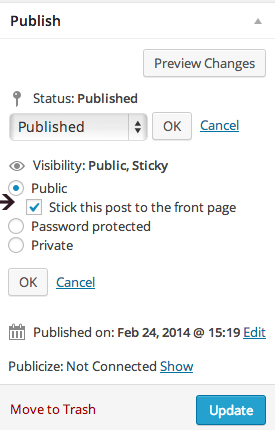 Publish
Preview Changes
Status: Published
Published OK Cancel
Visibility: Public, Sticky
Public
Stick this post to the front page
Password protected
Private
OK Cancel
Published on: Feb 24, 2014 @ 15:19 Edit
Publicize: Not Connected Show
Move to Trash Update